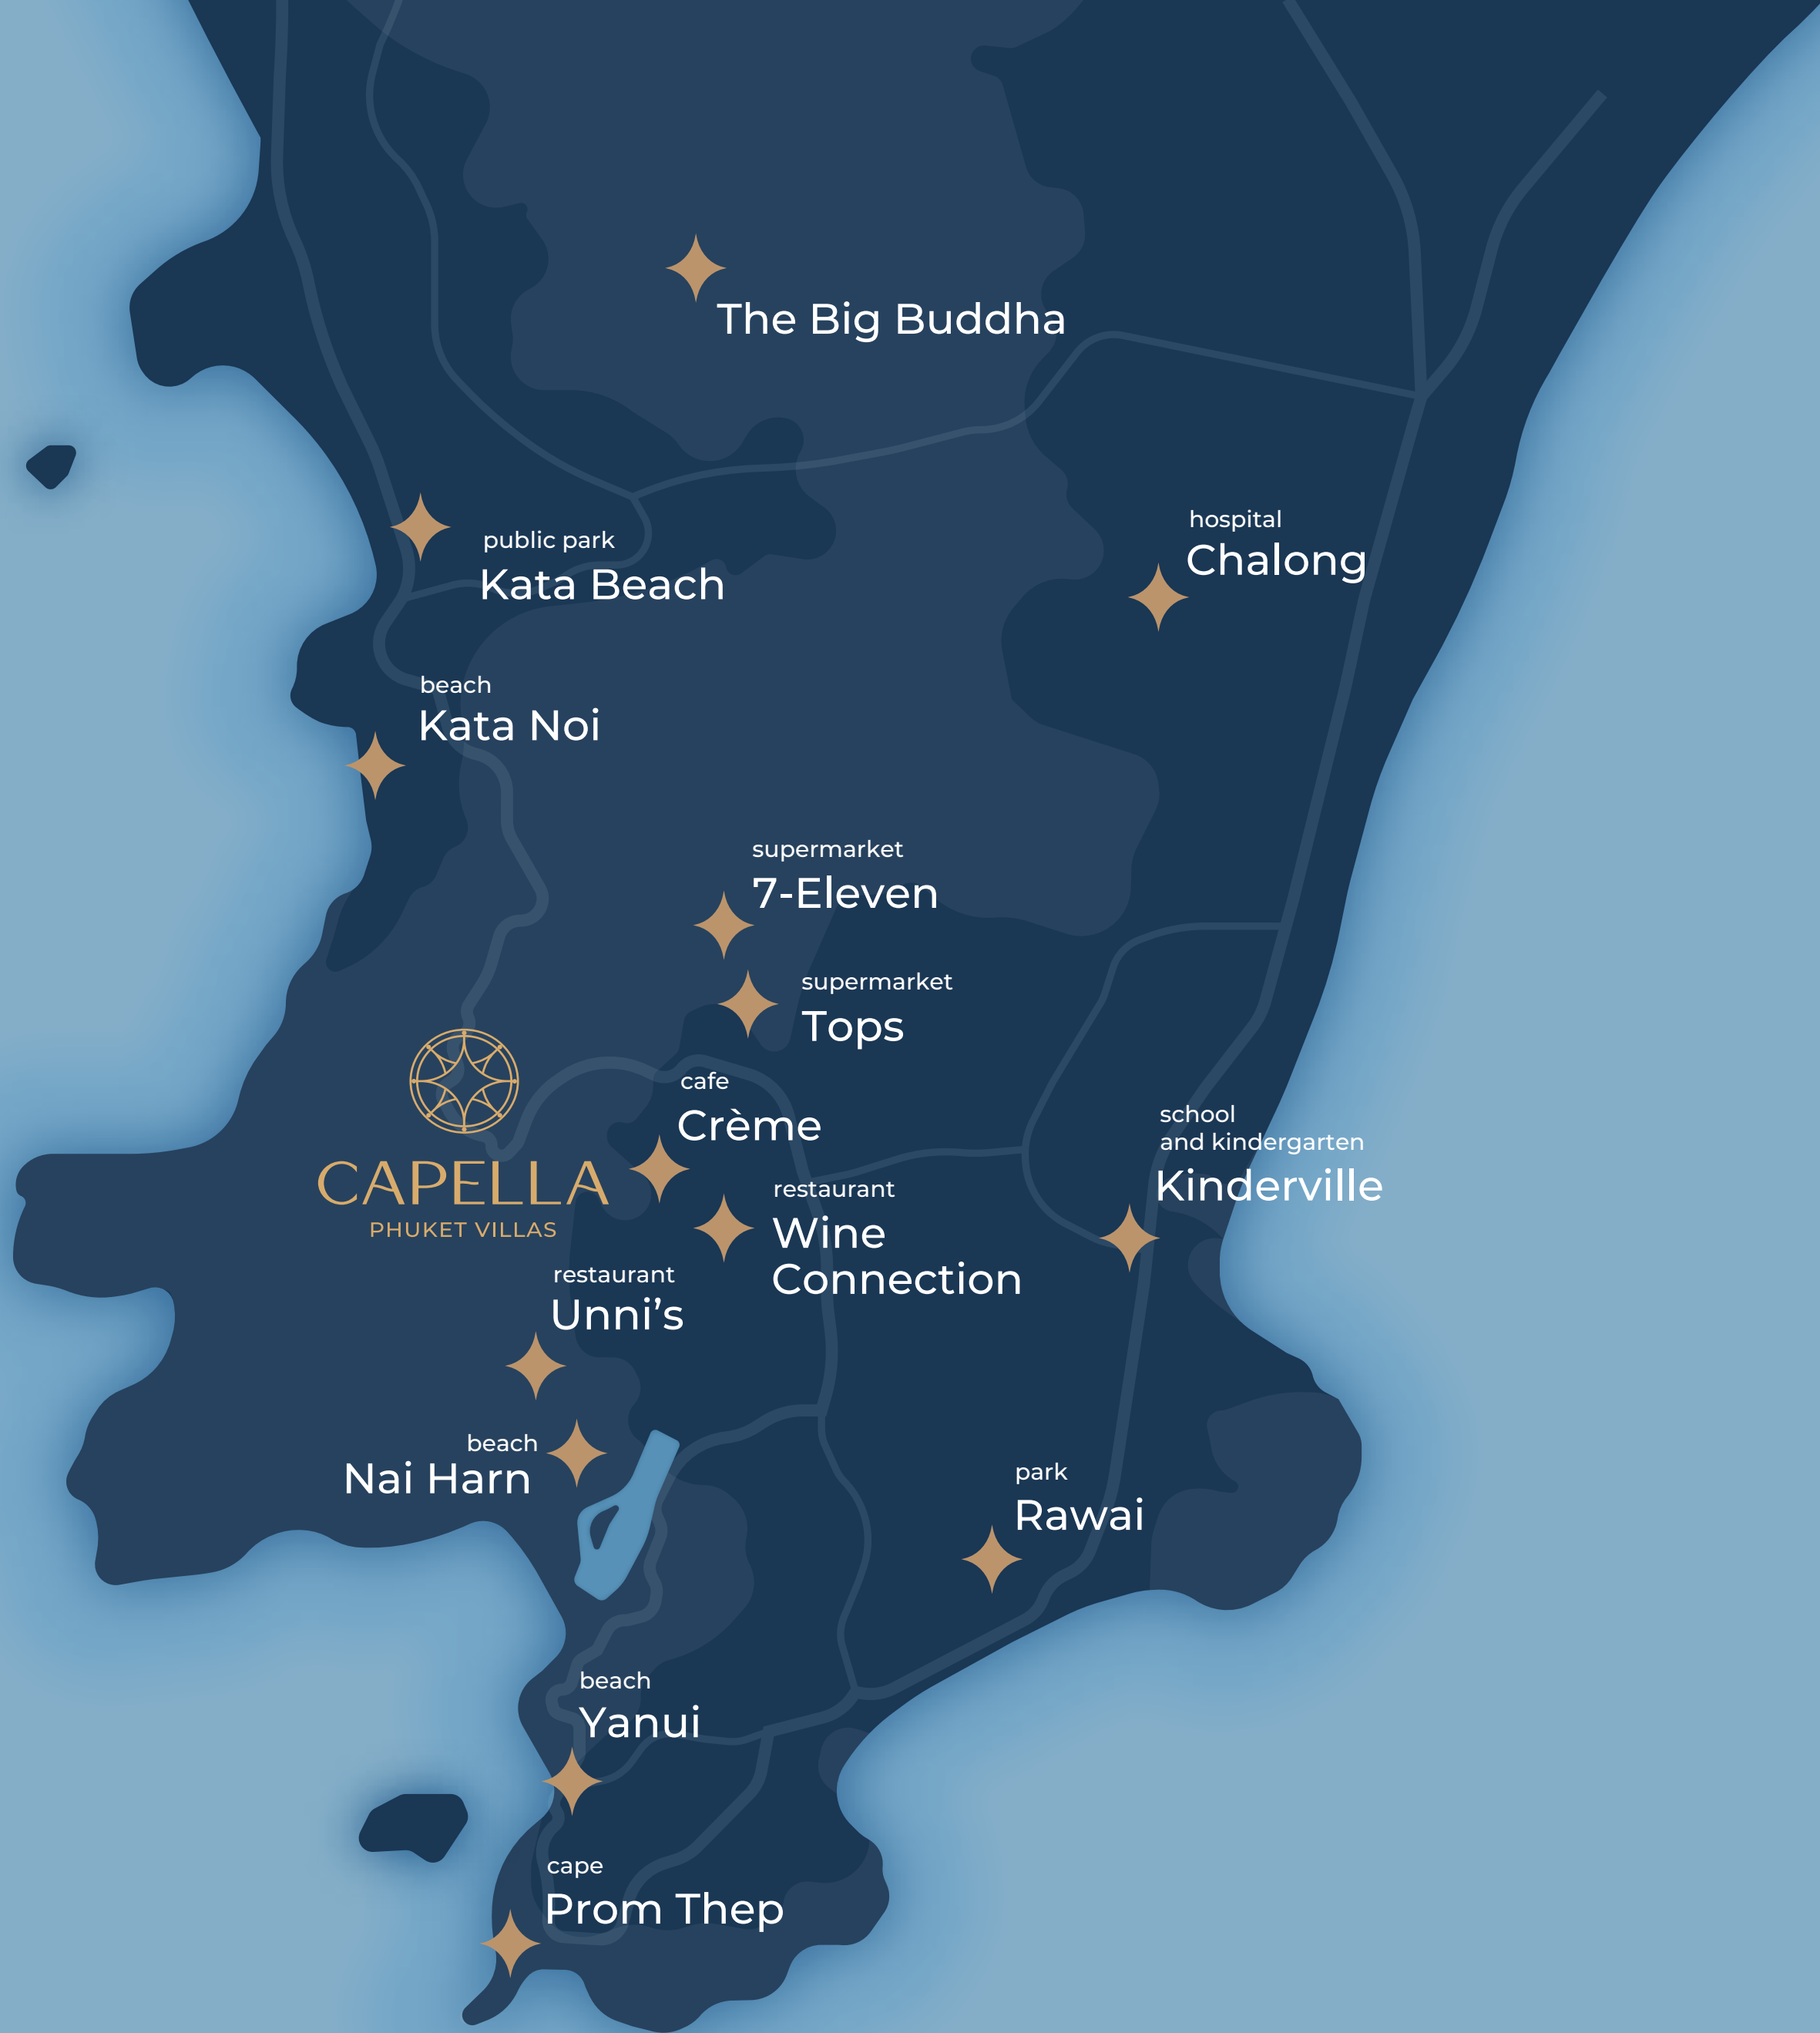 The Big Buddha
public park
Kata Beach
hospital
Chalong
beach
Kata Noi
supermarket
7-Eleven
supermarket
Tops
cafe
Crème
CAPELLA
PHUKET VILLAS
school
and kindergarten
Kinderville
restaurant
Wine
Connection
restaurant
Unni’s
beach
Nai Harn
park
Rawai
beach
Yanui
cape
Prom Thep